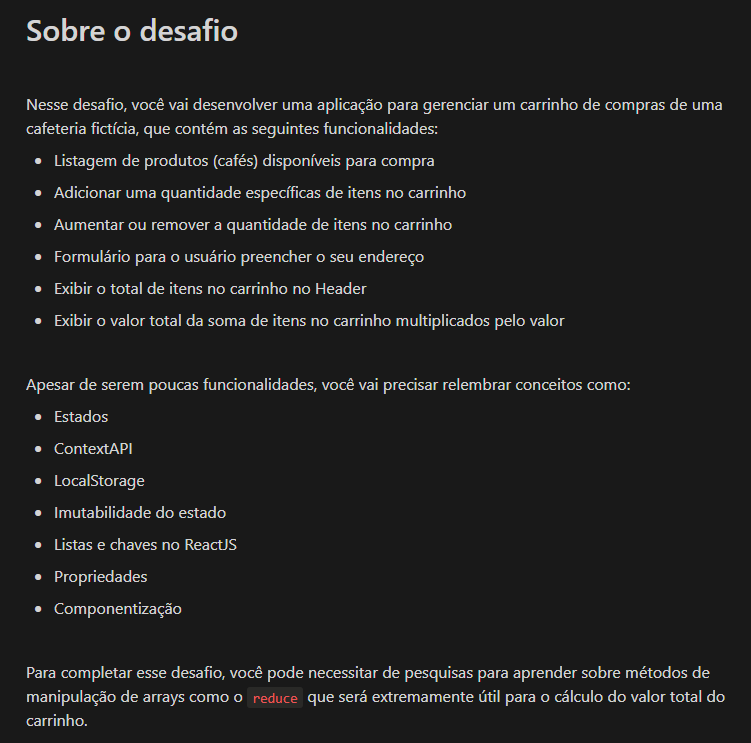 Sobre o desafio
Nesse desafio, você vai desenvolver uma aplicação para gerenciar um carrinho de compras de uma
cafeteria fictícia, que contém as seguintes funcionalidades:
• Listagem de produtos (cafés) disponíveis para compra
• Adicionar uma quantidade específicas de itens no carrinho
• Aumentar ou remover a quantidade de itens no carrinho
• Formulário para o usuário preencher o seu endereço
• Exibir o total de itens no carrinho no Header
• Exibir o valor total da soma de itens no carrinho multiplicados pelo valor
Apesar de serem poucas funcionalidades, você vai precisar relembrar conceitos como:
• Estados
• ContextAPI
• LocalStorage
• Imutabilidade do estado
• Listas e chaves no ReactJS
• Propriedades
• Componentização
Para completar esse desafio, você pode necessitar de pesquisas para aprender sobre métodos de
manipulação de arrays como o reduce que será extremamente útil para o cálculo do valor total do
carrinho.